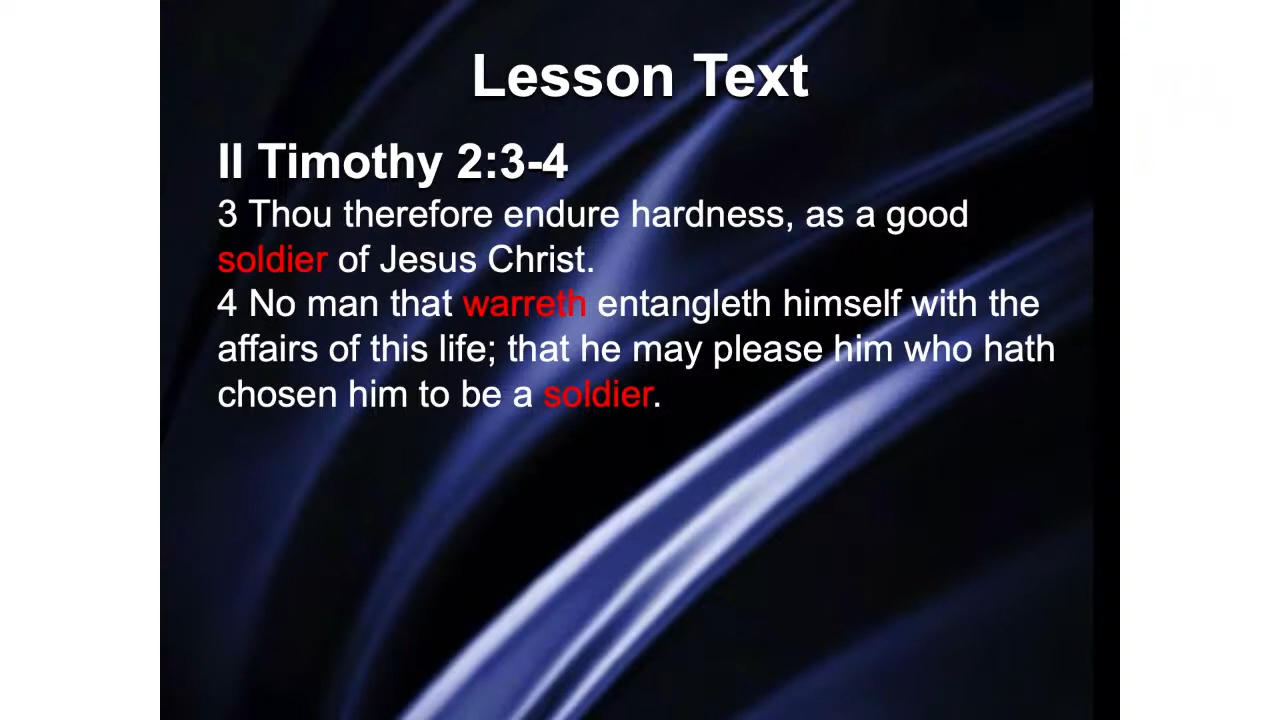 Lesson Text
II Timothy 2:3-4
3 Thou therefore endure hardness, as a good
soldier of Jesus Christ.
4 No man that warreth entangleth himself with the
affairs of this life; that he may please him who hath
chosen him to be a soldier.